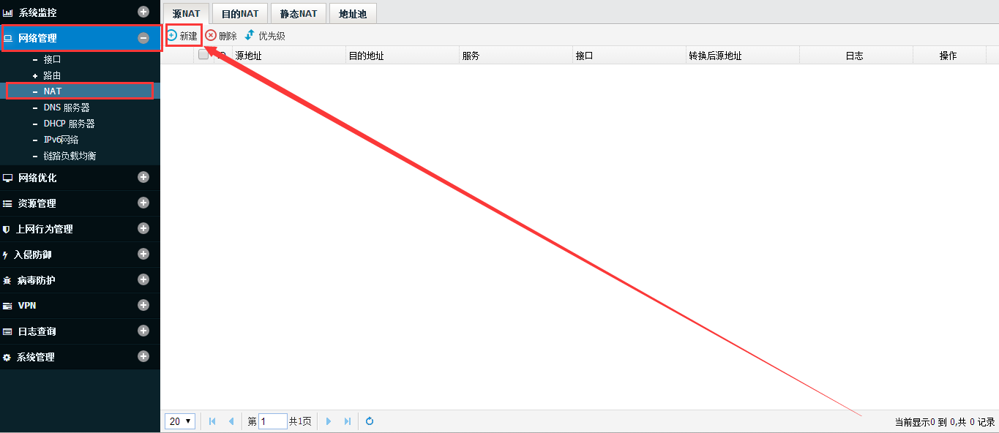 系统监控
网络管理
接口
路由
NAT
DNS 服务器
DHCP 服务器
IPv6网络
链路负载均衡
网络优化
资源管理
上网行为管理
入侵防御
病毒防护
VPN
日志查询
系统管理
源NAT 目的NAT 静态NAT 地址池
新建 删除 优先级
ID 源地址 目的地址 服务 接口 转换后源地址 日志 操作
20 第 1 共1页 当前显示0 到 0,共 0 记录